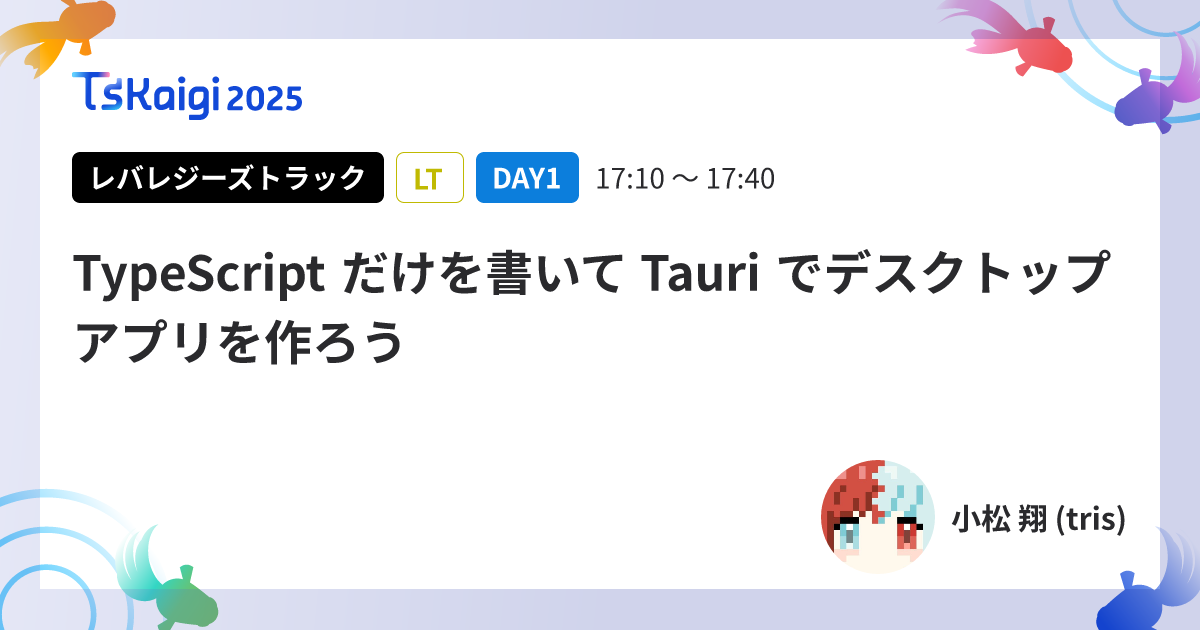 TSKaigi 2025
レバレジーズトラック LT DAY1 17:10 〜 17:40
TypeScript だけを書いて Tauri でデスクトップ
アプリを作ろう
小松 翔 (tris)